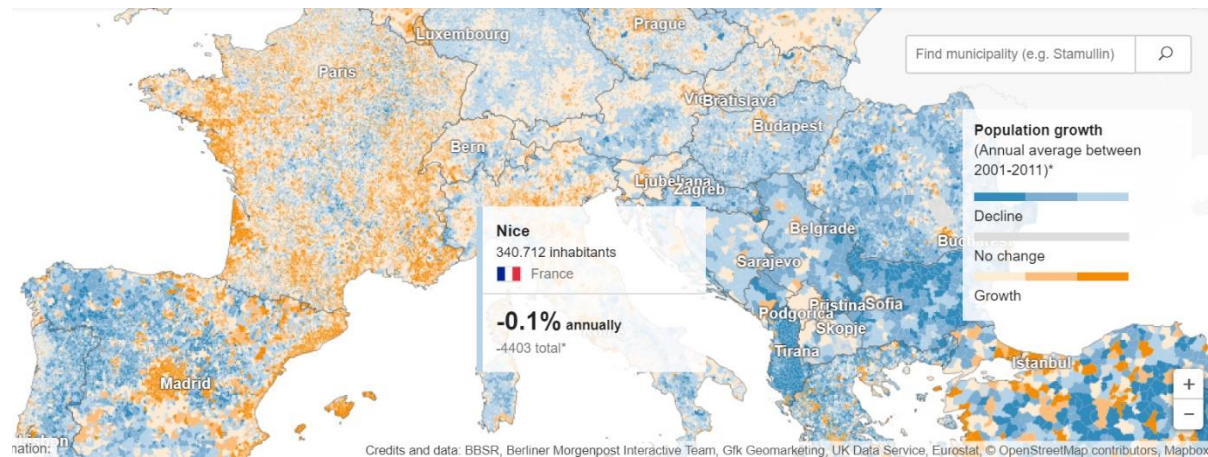 Luxembourg
Prague
Paris
Bratislava
Budapest
Bern
Ljubljana
Zagreb
Belgrade
Sarajevo
Pristina
Sofia
Podgorica
Skopje
Tirana
Istanbul
Madrid
Find municipality (e.g. Stamullin)
Population growth
(Annual average between
2001-2011)*
Decline
No change
Growth
Nice
340.712 inhabitants
France
-0.1% annually
-4403 total*
+
−
nation:
Credits and data: BBSR, Berliner Morgenpost Interactive Team, Gfk Geomarketing, UK Data Service, Eurostat, © OpenStreetMap contributors, Mapbox